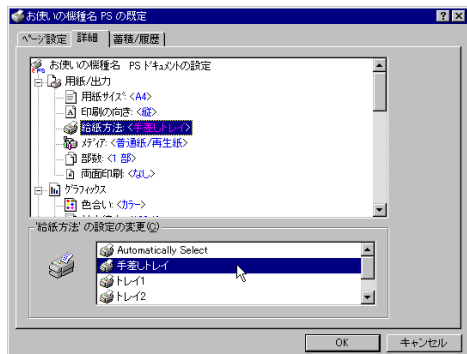 お使いの機種名 PS の既定
ページ設定 詳細 蓄積/履歴
お使いの機種名 PS ドキュメントの設定
用紙/出力
用紙サイズ: <A4>
印刷の向き: <縦>
給紙方法: <手差しトレイ>
メディア: <普通紙/再生紙>
部数: <1 部>
両面印刷: <なし>
グラフィックス
色合い: <カラー>
'給紙方法' の設定の変更(C)
Automatically Select
手差しトレイ
トレイ1
トレイ2
OK キャンセル